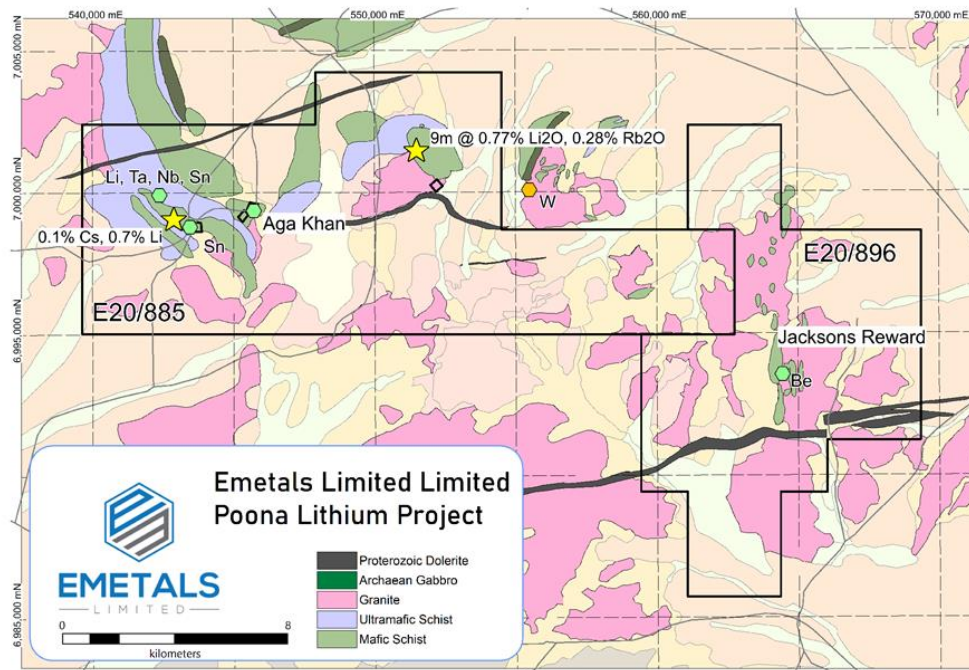 540,000 mE
550,000 mE
560,000 mE
570,000 mE
7,005,000 mN
7,000,000 mN
6,995,000 mN
6,985,000 mN
9m @ 0.77% Li2O, 0.28% Rb2O
Li, Ta, Nb, Sn
W
Aga Khan
0.1% Cs, 0.7% Li
Sn
E20/896
E20/885
Jacksons Reward
Be
Emetals Limited Limited
Poona Lithium Project
EMETALS
LIMITED
Proterozoic Dolerite
Archaean Gabbro
Granite
Ultramafic Schist
Mafic Schist
0
8
kilometers